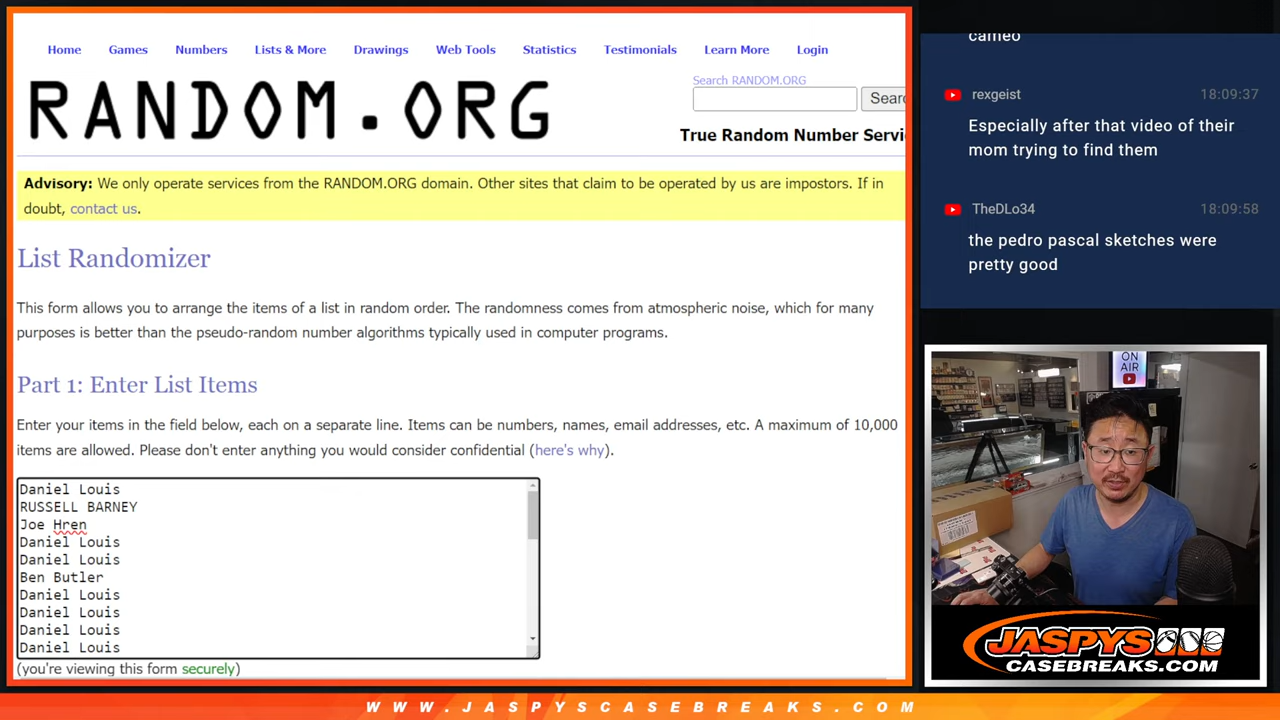 Home Games Numbers Lists & More Drawings Web Tools Statistics Testimonials Learn More Login
RANDOM.ORG
Search RANDOM.ORG
Sear
True Random Number Servi
Advisory: We only operate services from the RANDOM.ORG domain. Other sites that claim to be operated by us are impostors. If in
doubt, contact us.
List Randomizer
This form allows you to arrange the items of a list in random order. The randomness comes from atmospheric noise, which for many
purposes is better than the pseudo-random number algorithms typically used in computer programs.
Part 1: Enter List Items
Enter your items in the field below, each on a separate line. Items can be numbers, names, email addresses, etc. A maximum of 10,000
items are allowed. Please don't enter anything you would consider confidential (here's why).
Daniel Louis
RUSSELL BARNEY
Joe Hren
Daniel Louis
Daniel Louis
Ben Butler
Daniel Louis
Daniel Louis
Daniel Louis
Daniel Louis
(you're viewing this form securely)
cameo
rexgeist 18:09:37
Especially after that video of their
mom trying to find them
TheDLo34 18:09:58
the pedro pascal sketches were
pretty good
ON
AIR
JASPYS
CASEBREAKS.COM
WWW.JASPYSCASEBREAKS.COM